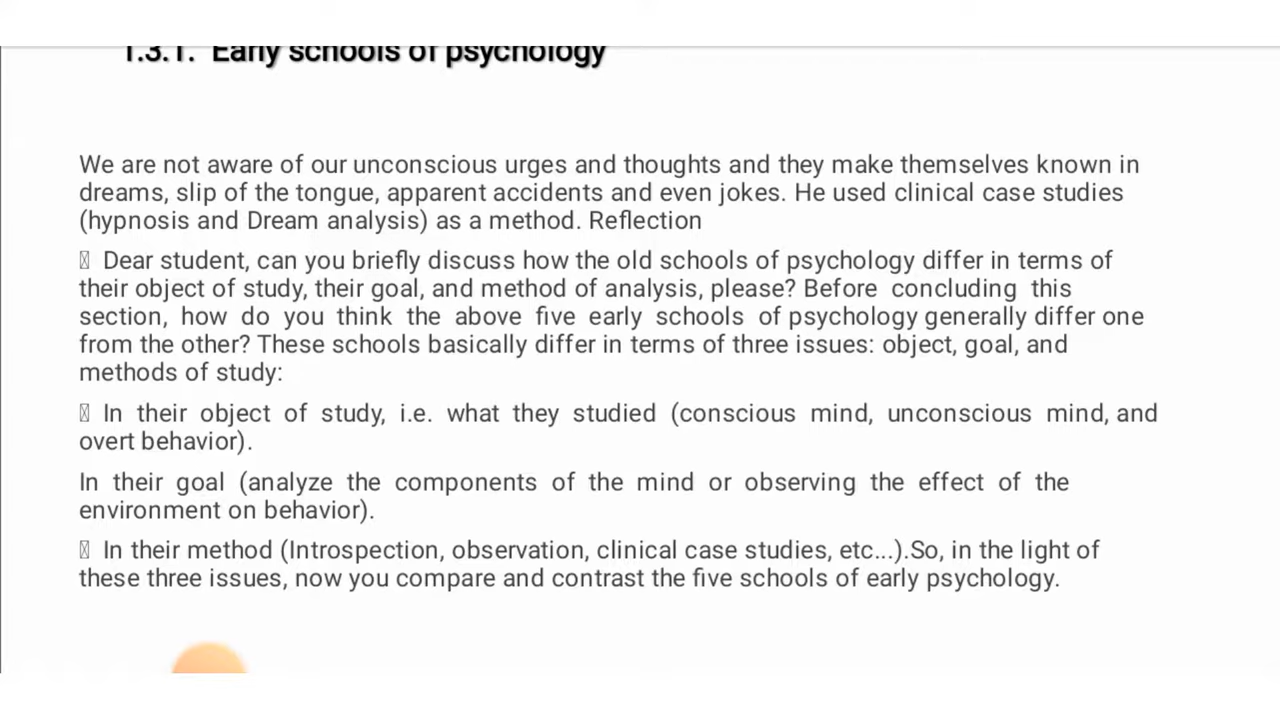 1.3.1. Early schools of psychology
We are not aware of our unconscious urges and thoughts and they make themselves known in
dreams, slip of the tongue, apparent accidents and even jokes. He used clinical case studies
(hypnosis and Dream analysis) as a method. Reflection
Dear student, can you briefly discuss how the old schools of psychology differ in terms of
their object of study, their goal, and method of analysis, please? Before concluding this
section, how do you think the above five early schools of psychology generally differ one
from the other? These schools basically differ in terms of three issues: object, goal, and
methods of study:
In their object of study, i.e. what they studied (conscious mind, unconscious mind, and
overt behavior).
In their goal (analyze the components of the mind or observing the effect of the
environment on behavior).
In their method (Introspection, observation, clinical case studies, etc...).So, in the light of
these three issues, now you compare and contrast the five schools of early psychology.